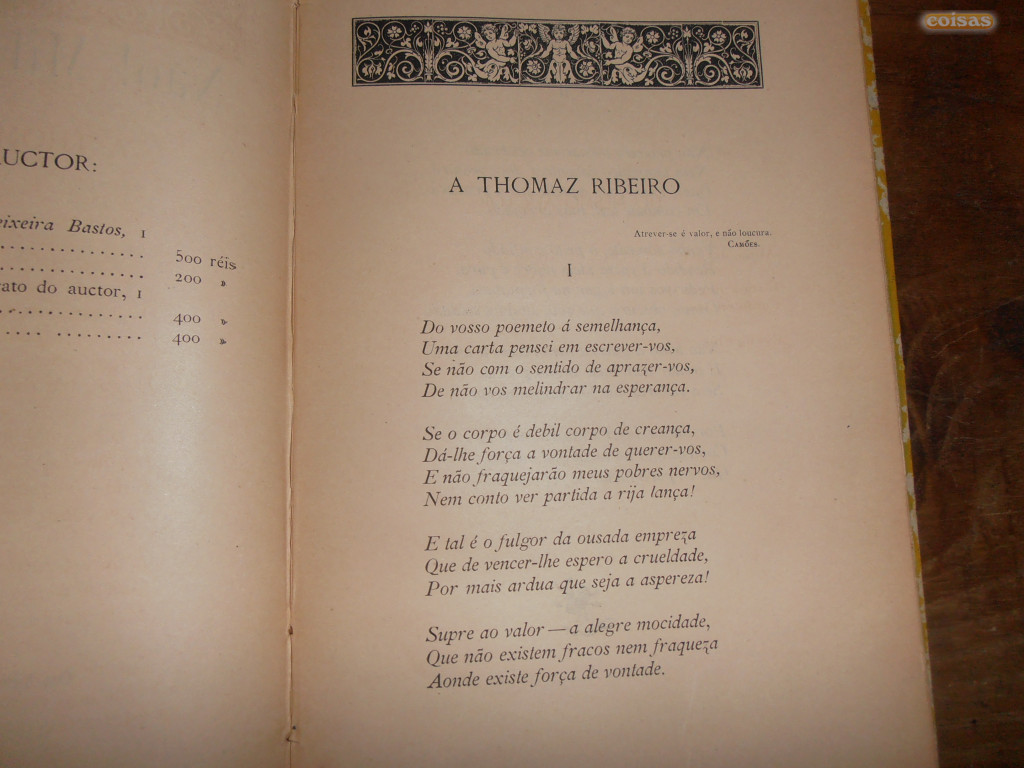 coisas
AUCTOR:
eixeira Bastos, 1
500 réis
200 »
ato do auctor, 1
400 »
400 »
A THOMAZ RIBEIRO
Atrever-se é valor, e não loucura.
CAMÕES.
I
Do vosso poemeto á semelhança,
Uma carta pensei em escrever-vos,
Se não com o sentido de aprazer-vos,
De não vos melindrar na esperança.
Se o corpo é debil corpo de creança,
Dá-lhe força a vontade de querer-vos,
E não fraquejarão meus pobres nervos,
Nem conto ver partida a rija lança!
E tal é o fulgor da ousada empreza
Que de vencer-lhe espero a crueldade,
Por mais ardua que seja a aspereza!
Supre ao valor—a alegre mocidade,
Que não existem fracos nem fraqueza
Aonde existe força de vontade.